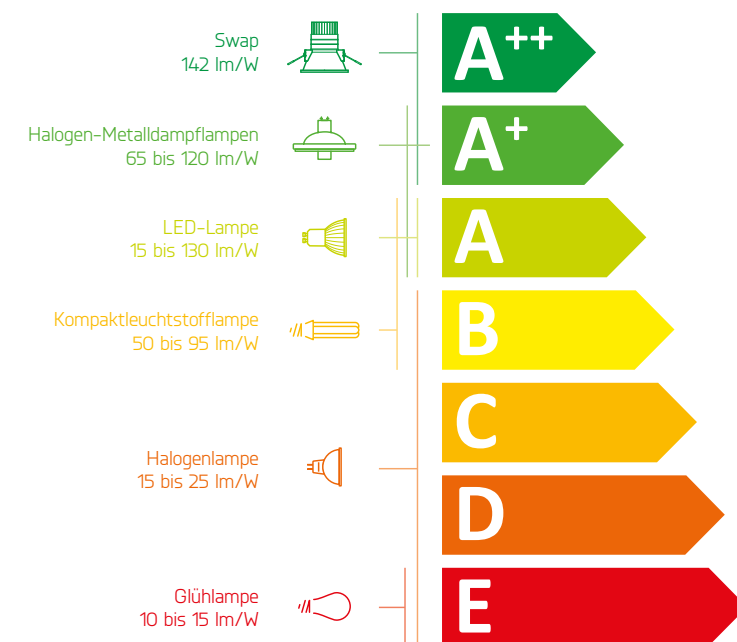 Swap
142 lm/W
A++
Halogen-Metalldampflampen
65 bis 120 lm/W
A+
LED-Lampe
15 bis 130 lm/W
A
Kompaktleuchtstofflampe
50 bis 95 lm/W
B
C
Halogenlampe
15 bis 25 lm/W
D
Glühlampe
10 bis 15 lm/W
E